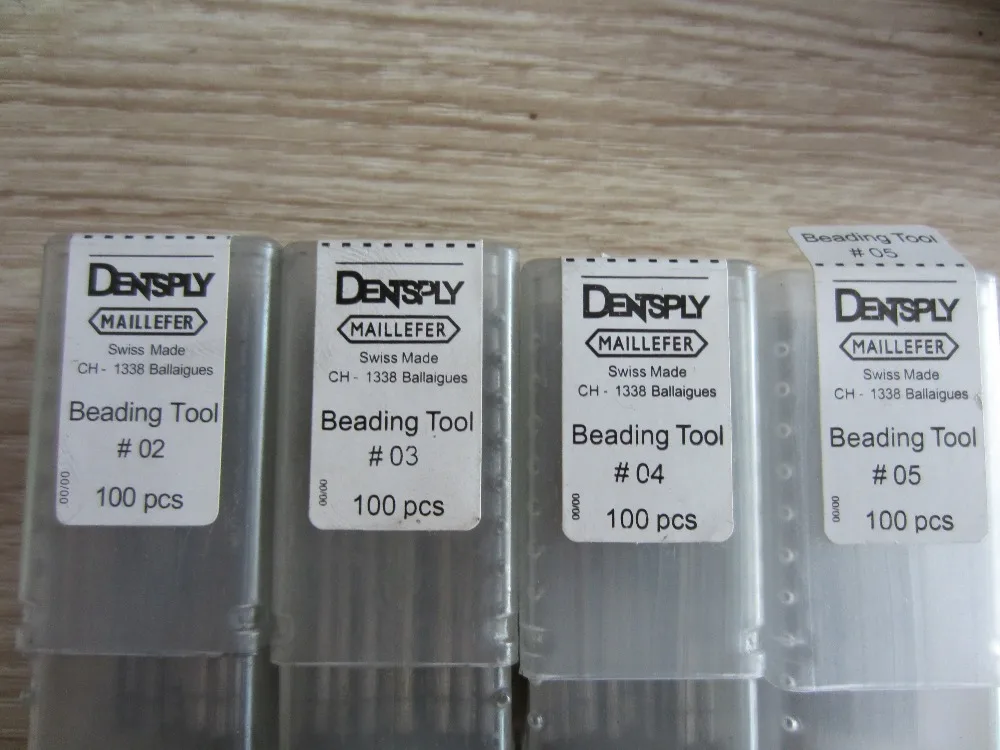 DENTSPLY
MAILLEFER
Swiss Made
CH - 1338 Ballaigues
Beading Tool
# 02
00/00
100 pcs
DENTSPLY
MAILLEFER
Swiss Made
CH - 1338 Ballaigues
Beading Tool
# 03
00/00
100 pcs
DENTSPLY
MAILLEFER
Swiss Made
CH - 1338 Ballaigues
Beading Tool
# 04
00/00
100 pcs
Beading Tool
# 05
DENTSPLY
MAILLEFER
Swiss Made
CH - 1338 Ballaigues
Beading Tool
# 05
00/00
100 pcs